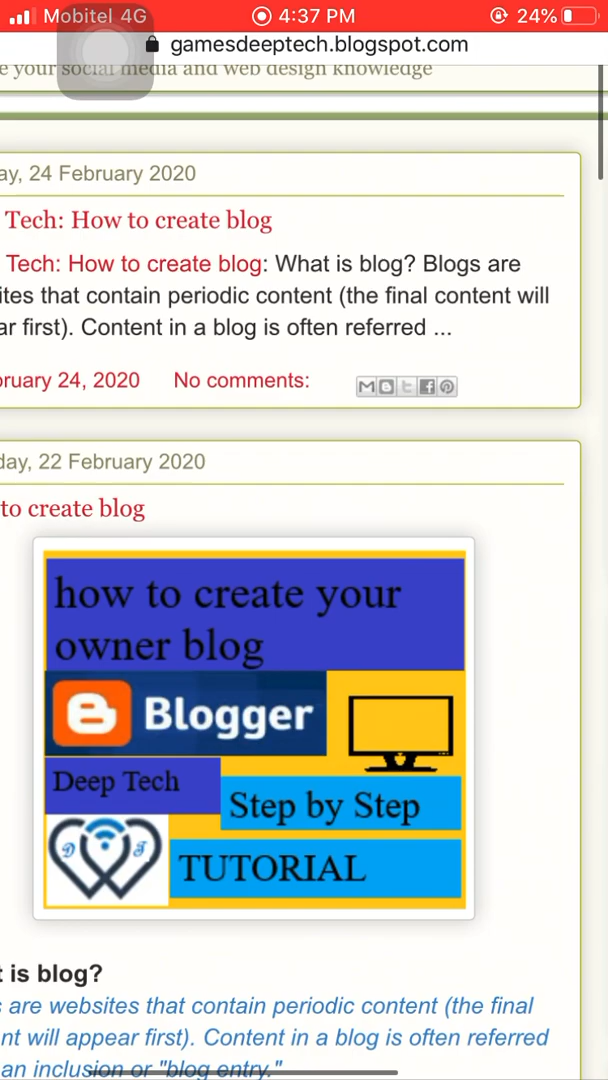 Mobitel 4G 4:37 PM 24%
gamesdeeptech.blogspot.com
e your social media and web design knowledge
ay, 24 February 2020
Tech: How to create blog
Tech: How to create blog: What is blog? Blogs are
ites that contain periodic content (the final content will
ar first). Content in a blog is often referred ...
bruary 24, 2020 No comments:
day, 22 February 2020
to create blog
how to create your
owner blog
Blogger
Deep Tech
Step by Step
D T
TUTORIAL
t is blog?
s are websites that contain periodic content (the final
nt will appear first). Content in a blog is often referred
an inclusion or "blog entry."